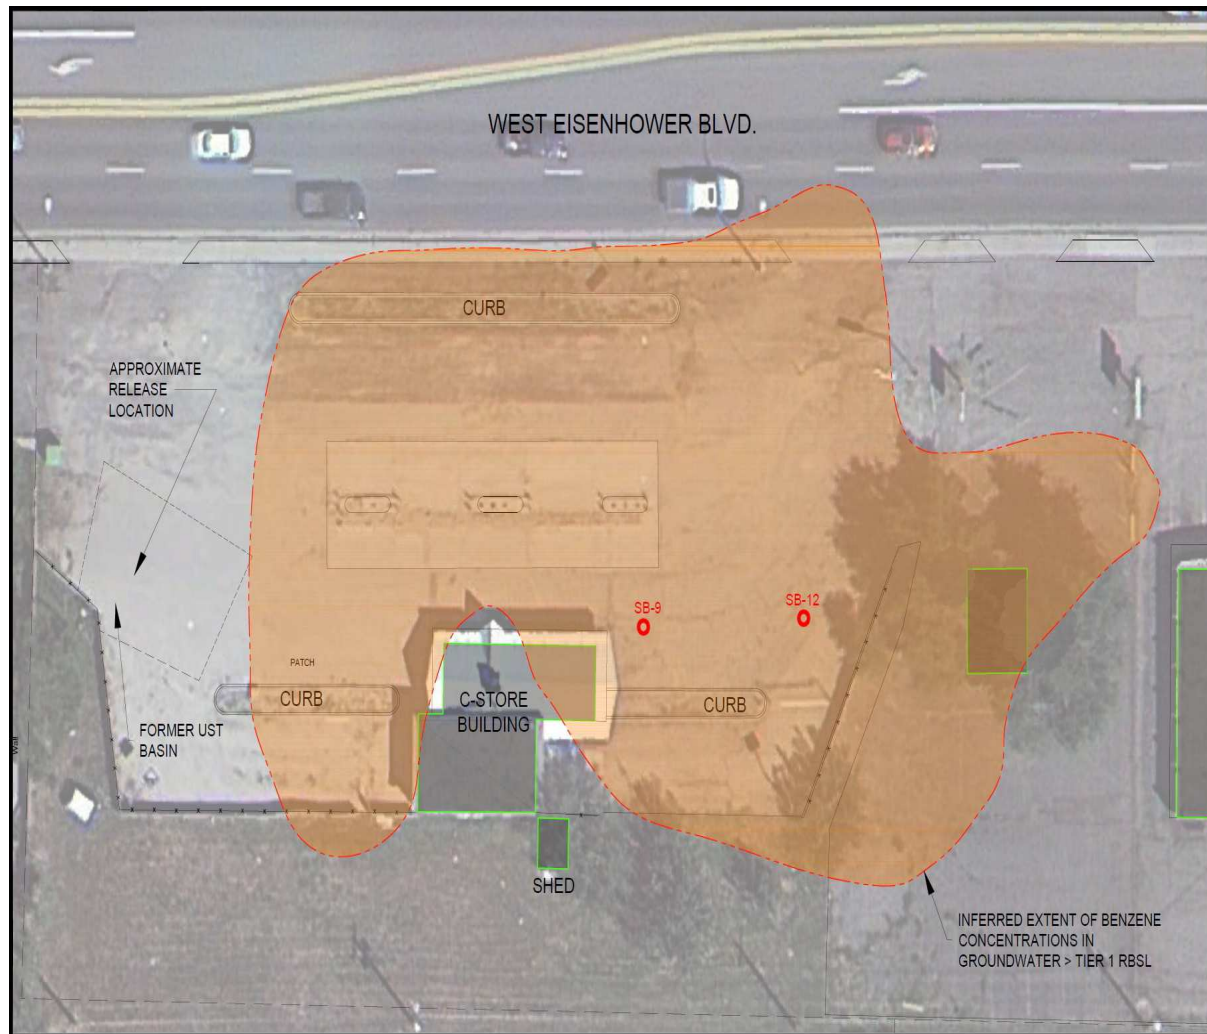 WEST EISENHOWER BLVD.
CURB
APPROXIMATE
RELEASE
LOCATION
SB-9
SB-12
PATCH
CURB
C-STORE
BUILDING
CURB
FORMER UST
BASIN
Wall
SHED
INFERRED EXTENT OF BENZENE
CONCENTRATIONS IN
GROUNDWATER > TIER 1 RBSL